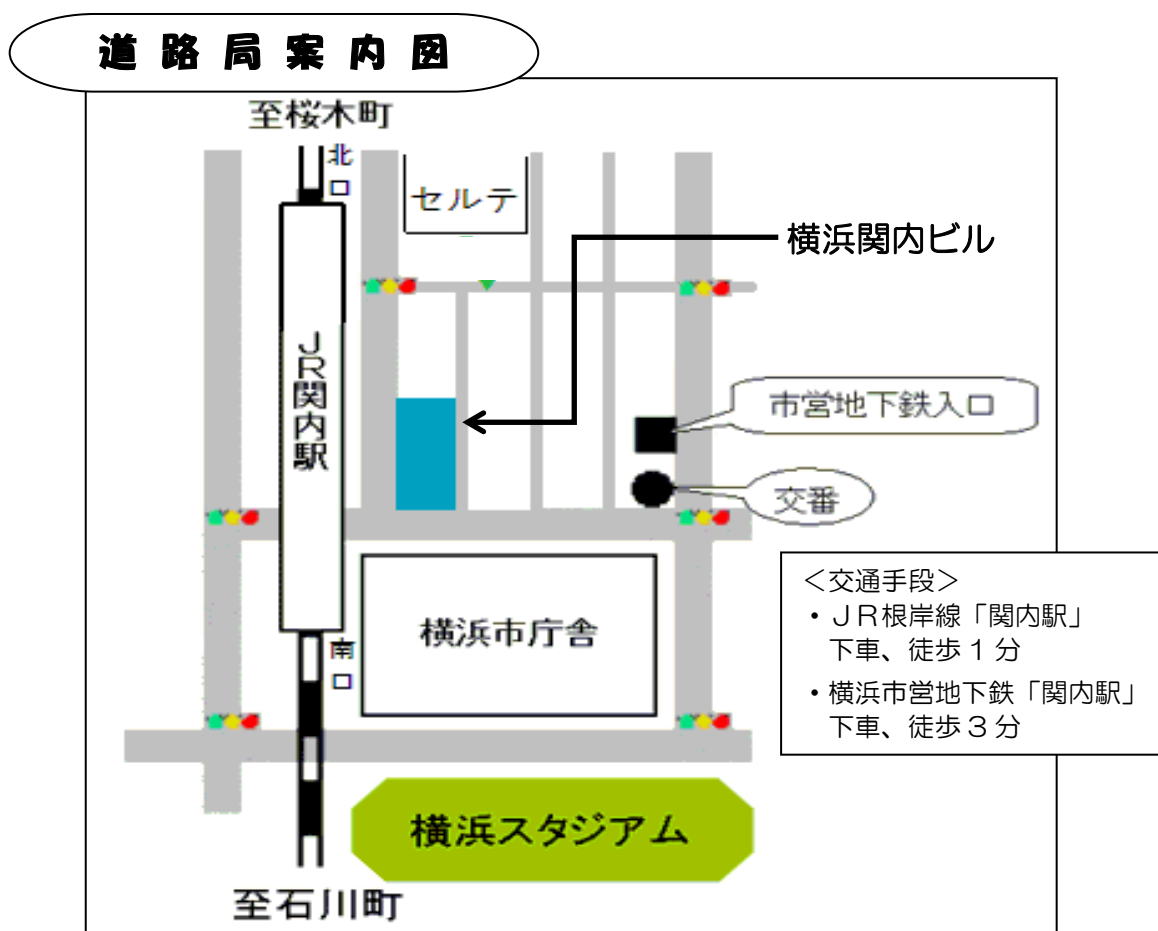 道路局案内図
至桜木町
北口
セルテ
横浜関内ビル
ＪＲ関内駅
市営地下鉄入口
交番
横浜市庁舎
南口
＜交通手段＞
・ＪＲ根岸線「関内駅」
下車、徒歩１分
・横浜市営地下鉄「関内駅」
下車、徒歩３分
横浜スタジアム
至石川町